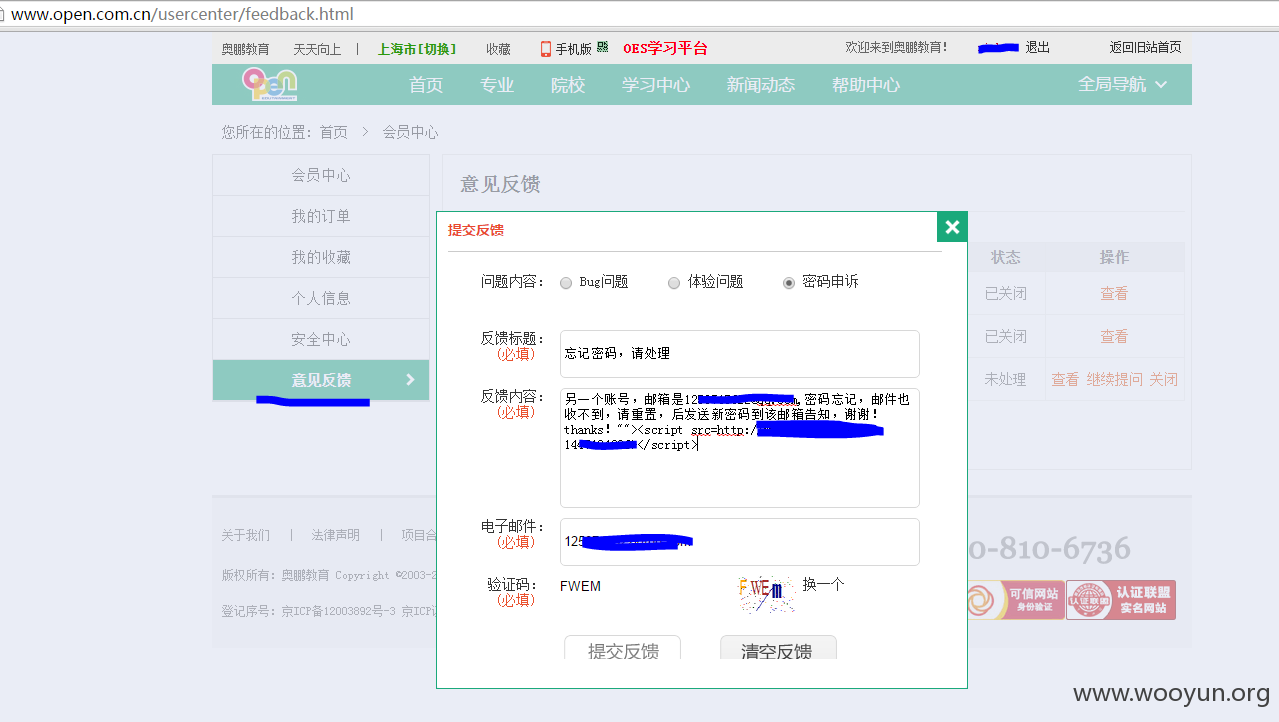 www.open.com.cn/usercenter/feedback.html
奥鹏教育 天天向上 | 上海市[切换] 收藏 手机版 OES学习平台 欢迎来到奥鹏教育! 退出 返回旧站首页
open 首页 专业 院校 学习中心 新闻动态 帮助中心 全局导航
您所在的位置: 首页 > 会员中心
会员中心
我的订单
我的收藏
个人信息
安全中心
意见反馈
意见反馈
状态 操作
已关闭 查看
已关闭 查看
未处理 查看 继续提问 关闭
提交反馈
问题内容: Bug问题 体验问题 密码申诉
反馈标题: 忘记密码,请处理
(必填)
反馈内容: 另一个账号,邮箱是12 ,密码忘记,邮件也
(必填) 收不到,请重置,后发送新密码到该邮箱告知,谢谢!
thanks! ""><script src=http:/
14 </script>
电子邮件: 125
(必填)
验证码: FWEM FWEm 换一个
(必填)
提交反馈 清空反馈
关于我们 | 法律声明 | 项目合
版权所有: 奥鹏教育 Copyright ©2003-2
登记序号: 京ICP备12003892号-3 京ICP
0-810-6736
可信网站
身份验证
认证联盟
认证联盟
实名网站
www.wooyun.org